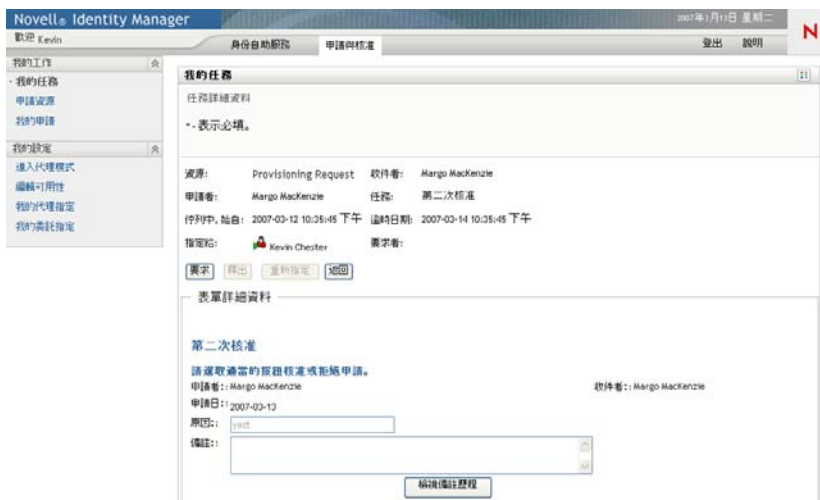 Novell® Identity Manager 2007年3月13日 星期二
歡迎 Kevin 身份自助服務 申請與核准 登出 說明 N
我的工作
我的任務
申請資源
我的申請
我的設定
進入代理模式
編輯可用性
我的代理指定
我的委託指定
我的任務
任務詳細資料
*- 表示必填。
資源: Provisioning Request 收件者: Margo MacKenzie
申請者: Margo MacKenzie 任務: 第二次核准
佇列中,始自: 2007-03-12 10:35:45 下午 逾時日期: 2007-03-14 10:35:45 下午
指定給: Kevin Chester 要求者:
要求 釋出 重新指定 返回
表單詳細資料
第二次核准
請選取適當的按鈕核准或拒絕申請。
申請者:: Margo MacKenzie 收件者:: Margo MacKenzie
申請日:: 2007-03-13
原因:: yest
備註::
檢視備註歷程